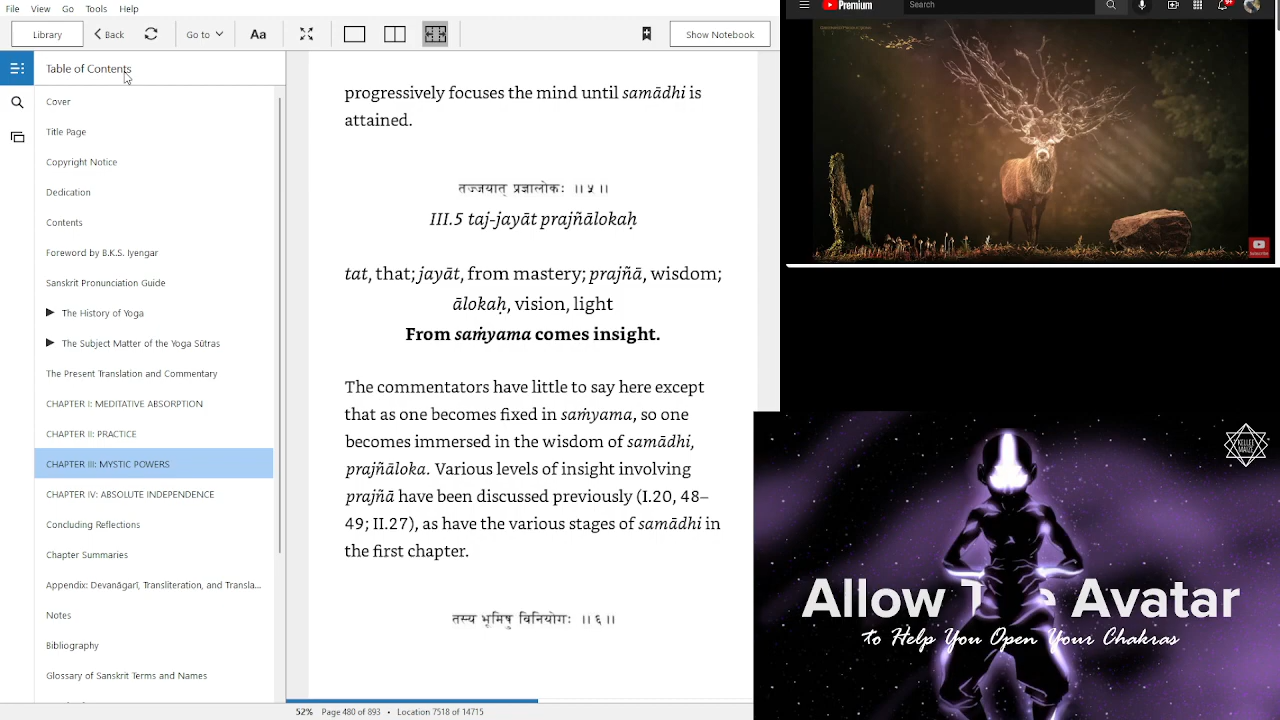 File View Go Tools Help
Library Back Go to Aa Show Notebook
Table of Contents
Cover
Title Page
Copyright Notice
Dedication
Contents
Foreword by B.K.S. Iyengar
Sanskrit Pronunciation Guide
The History of Yoga
The Subject Matter of the Yoga Sūtras
The Present Translation and Commentary
CHAPTER I: MEDITATIVE ABSORPTION
CHAPTER II: PRACTICE
CHAPTER III: MYSTIC POWERS
CHAPTER IV: ABSOLUTE INDEPENDENCE
Concluding Reflections
Chapter Summaries
Appendix: Devanāgarī, Transliteration, and Transla...
Notes
Bibliography
Glossary of Sanskrit Terms and Names
progressively focuses the mind until samādhi is
attained.
तज्जयात् प्रज्ञालोकः ।।५।।
III.5 taj-jayāt prajñālokaḥ
tat, that; jayāt, from mastery; prajñā, wisdom;
ālokaḥ, vision, light
From saṁyama comes insight.
The commentators have little to say here except
that as one becomes fixed in saṁyama, so one
becomes immersed in the wisdom of samādhi,
prajñāloka. Various levels of insight involving
prajñā have been discussed previously (I.20, 48–
49; II.27), as have the various stages of samādhi in
the first chapter.
तस्य भूमिषु विनियोगः ।।६।।
52% Page 480 of 893 • Location 7518 of 14715
Premium
Search
9+
SUBSCRIBE
Allow The Avatar
to Help You Open Your Chakras